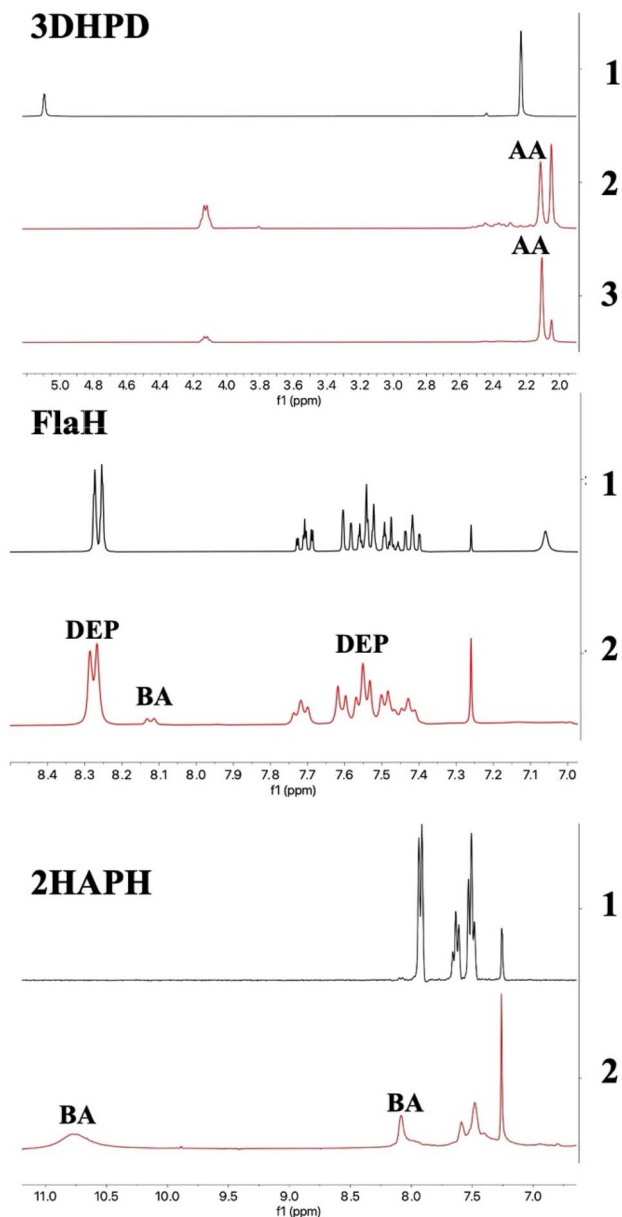 3DHPD
1
AA
2
AA
3
5.0 4.8 4.6 4.4 4.2 4.0 3.8 3.6 3.4 3.2 3.0 2.8 2.6 2.4 2.2 2.0
f1 (ppm)
FlaH
1
DEP DEP
BA
2
8.4 8.3 8.2 8.1 8.0 7.9 7.8 7.7 7.6 7.5 7.4 7.3 7.2 7.1 7.0
f1 (ppm)
2HAPH
1
2
BA BA
11.0 10.5 10.0 9.5 9.0 8.5 8.0 7.5 7.0
f1 (ppm)